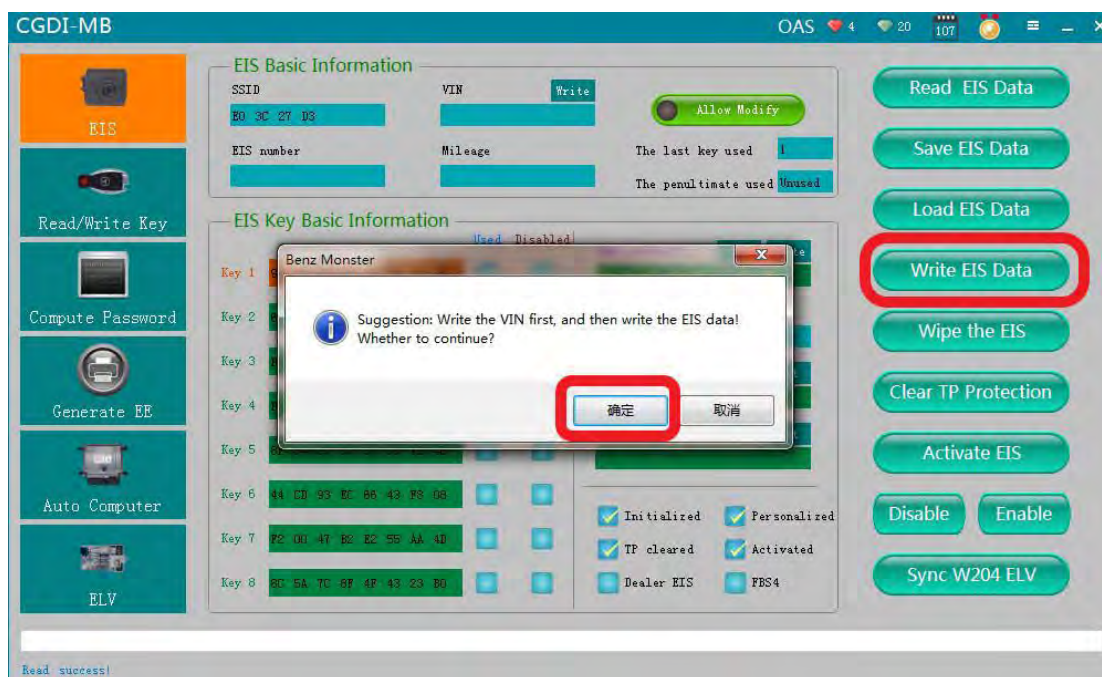 CGDI-MB
OAS 4 20 107
EIS
Read/Write Key
Compute Password
Generate EE
Auto Computer
ELV
EIS Basic Information
SSID VIN Write
E0 3C 27 D3
Allow Modify
EIS number Mileage
The last key used 1
The penultimate used Unused
EIS Key Basic Information
Used Disabled
Key 1
Key 2
Key 3
Key 4
Key 5
Key 6 44 CD 93 EC 86 43 F8 08
Key 7 F2 00 47 B2 E2 55 AA 4D
Key 8 8C 5A 7C 8F 4F 43 23 B0
Benz Monster
Suggestion: Write the VIN first, and then write the EIS data!
Whether to continue?
确定 取消
Initialized Personalized
TP cleared Activated
Dealer EIS FBS4
Read EIS Data
Save EIS Data
Load EIS Data
Write EIS Data
Wipe the EIS
Clear TP Protection
Activate EIS
Disable Enable
Sync W204 ELV
Read success!